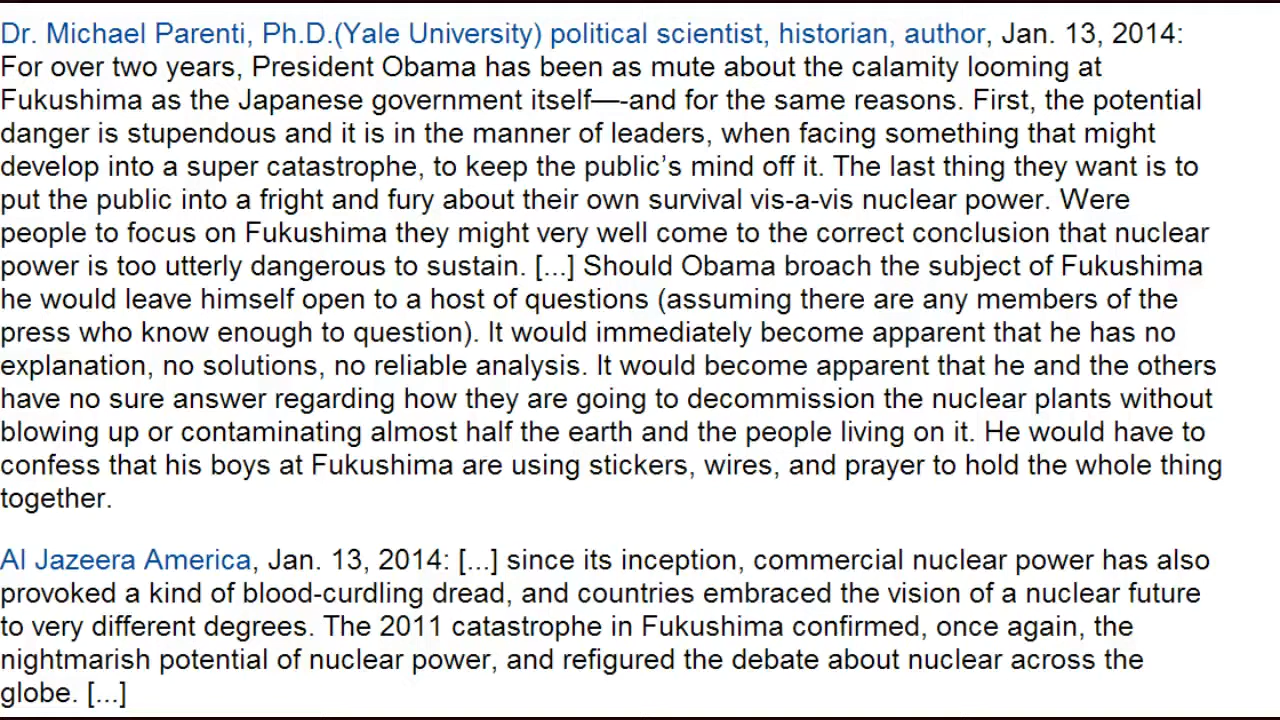 Dr. Michael Parenti, Ph.D.(Yale University) political scientist, historian, author, Jan. 13, 2014:
For over two years, President Obama has been as mute about the calamity looming at
Fukushima as the Japanese government itself—-and for the same reasons. First, the potential
danger is stupendous and it is in the manner of leaders, when facing something that might
develop into a super catastrophe, to keep the public’s mind off it. The last thing they want is to
put the public into a fright and fury about their own survival vis-a-vis nuclear power. Were
people to focus on Fukushima they might very well come to the correct conclusion that nuclear
power is too utterly dangerous to sustain. [...] Should Obama broach the subject of Fukushima
he would leave himself open to a host of questions (assuming there are any members of the
press who know enough to question). It would immediately become apparent that he has no
explanation, no solutions, no reliable analysis. It would become apparent that he and the others
have no sure answer regarding how they are going to decommission the nuclear plants without
blowing up or contaminating almost half the earth and the people living on it. He would have to
confess that his boys at Fukushima are using stickers, wires, and prayer to hold the whole thing
together.
Al Jazeera America, Jan. 13, 2014: [...] since its inception, commercial nuclear power has also
provoked a kind of blood-curdling dread, and countries embraced the vision of a nuclear future
to very different degrees. The 2011 catastrophe in Fukushima confirmed, once again, the
nightmarish potential of nuclear power, and refigured the debate about nuclear across the
globe. [...]